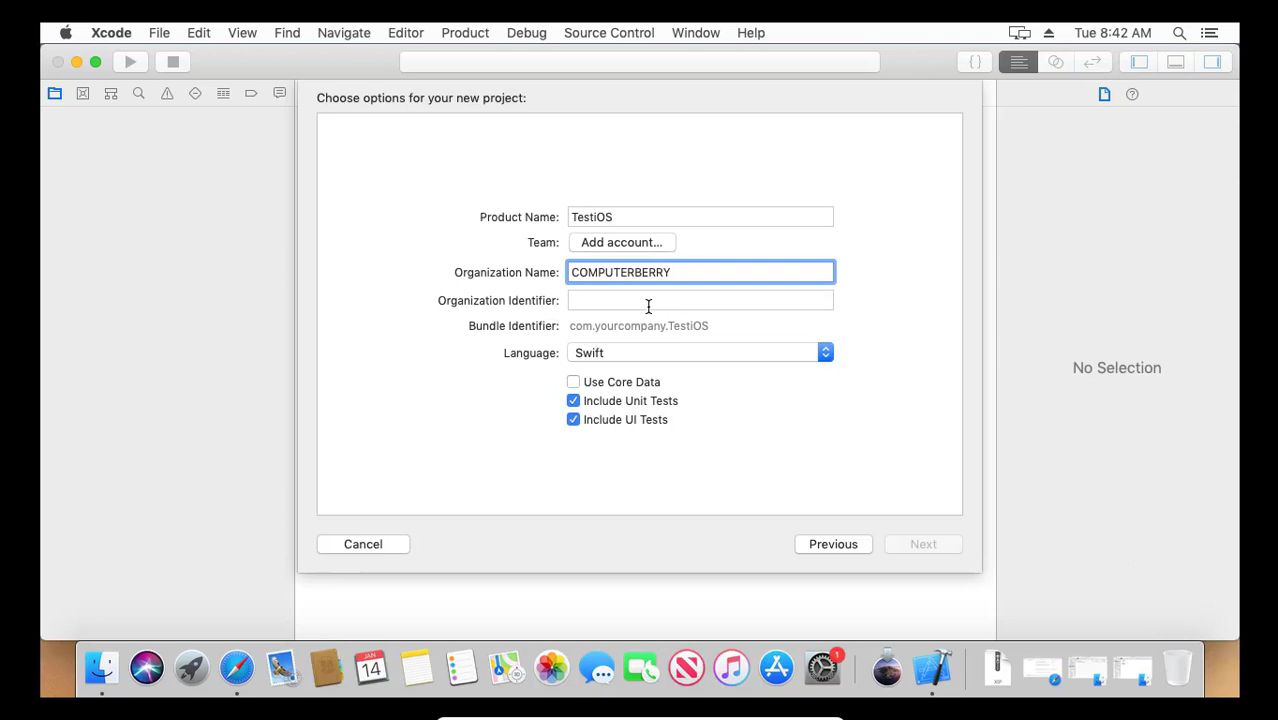 Xcode File Edit View Find Navigate Editor Product Debug Source Control Window Help Tue 8:42 AM
{ }
Choose options for your new project:
Product Name: TestiOS
Team: Add account...
Organization Name: COMPUTERBERRY
Organization Identifier:
Bundle Identifier: com.yourcompany.TestiOS
Language: Swift
No Selection
Use Core Data
Include Unit Tests
Include UI Tests
Cancel Previous Next
JAN
14
1